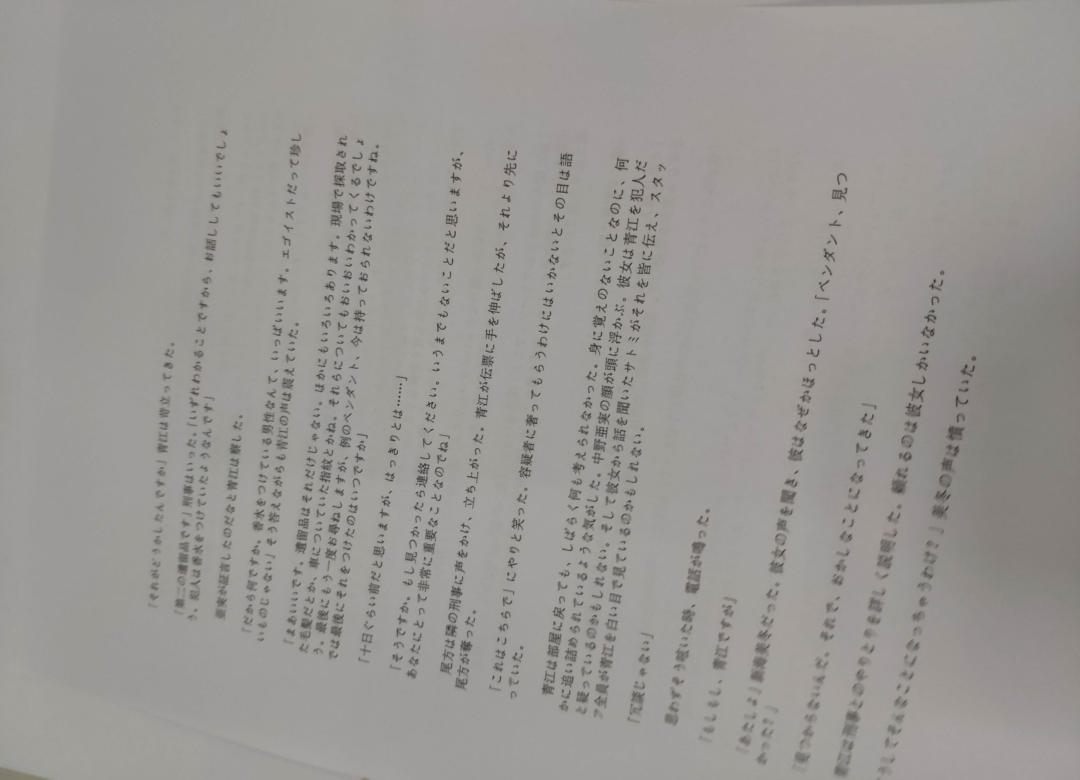 「それがどうかしたんですか」青江は苛立ってきた。
「第二の遺留品です」刑事はいった。「いずれわかることですから、お話ししてもいいでしょ
う。犯人は香水をつけていたようなんです」
亜実が証言したのだなと青江は察した。
「だから何ですか。香水をつけている男性なんて、いっぱいいます。エゴイストだって珍し
いものじゃない」そう答えながらも青江の声は震えていた。
「まあいいです。遺留品はそれだけじゃない。ほかにもいろいろあります。現場で採取され
た毛髪だとか、車についていた指紋とかね。それらについてもおいおいわかってくるでしょ
う。最後にもう一度お尋ねしますが、例のペンダント、今は持っておられないわけですね。
では最後にそれをつけたのはいつですか」
「十日ぐらい前だと思いますが、はっきりとは……」
「そうですか。もし見つかったら連絡してください。いうまでもないことだと思いますが、
あなたにとって非常に重要なことなのでね」
尾方は隣の刑事に声をかけ、立ち上がった。青江が伝票に手を伸ばしたが、それより先に
尾方が奪った。
「これはこちらで」にやりと笑った。容疑者に奢ってもらうわけにはいかないとその目は語
っていた。
青江は部屋に戻っても、しばらく何も考えられなかった。身に覚えのないことなのに、何
かに追い詰められているような気がした。中野亜実の顔が頭に浮かぶ。彼女は青江を犯人だ
と疑っているのかもしれない。そして彼女から話を聞いたサトミがそれを皆に伝え、スタッ
フ全員が青江を白い目で見ているのかもしれない。
「冗談じゃない」
思わずそう呟いた時、電話が鳴った。
「もしもし、青江ですが」
「あたしよ」新海美冬だった。彼女の声を聞き、彼はなぜかほっとした。「ペンダント、見つ
かった?」
「見つからないんだ。それで、おかしなことになってきた」
青江は刑事とのやりとりを詳しく説明した。頼れるのは彼女しかいなかった。
うしてそんなことになっちゃうわけ?」美冬の声は憤っていた。